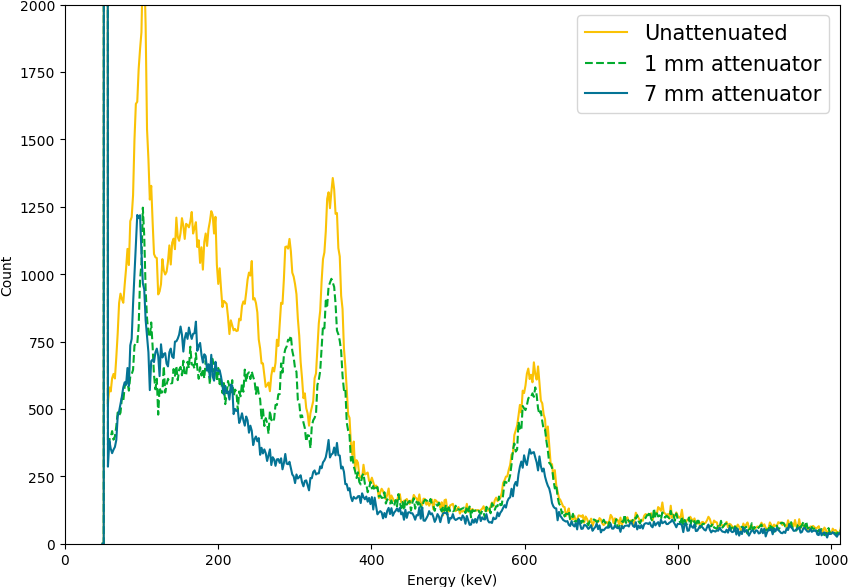 2000
1750
1500
1250
1000
750
500
250
0
Count
Unattenuated
1 mm attenuator
7 mm attenuator
0 200 400 600 800 1000
Energy (keV)